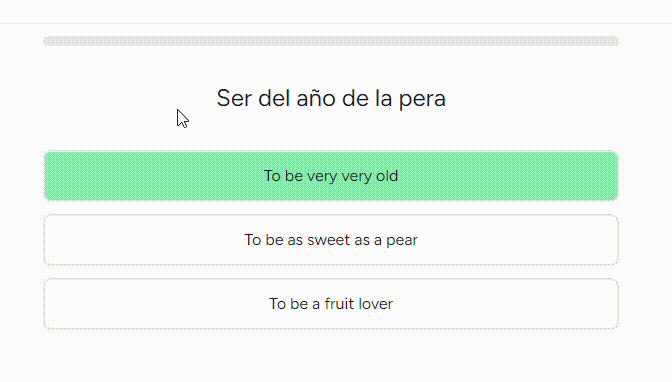 Ser del año de la pera
To be very very old
To be as sweet as a pear
To be a fruit lover